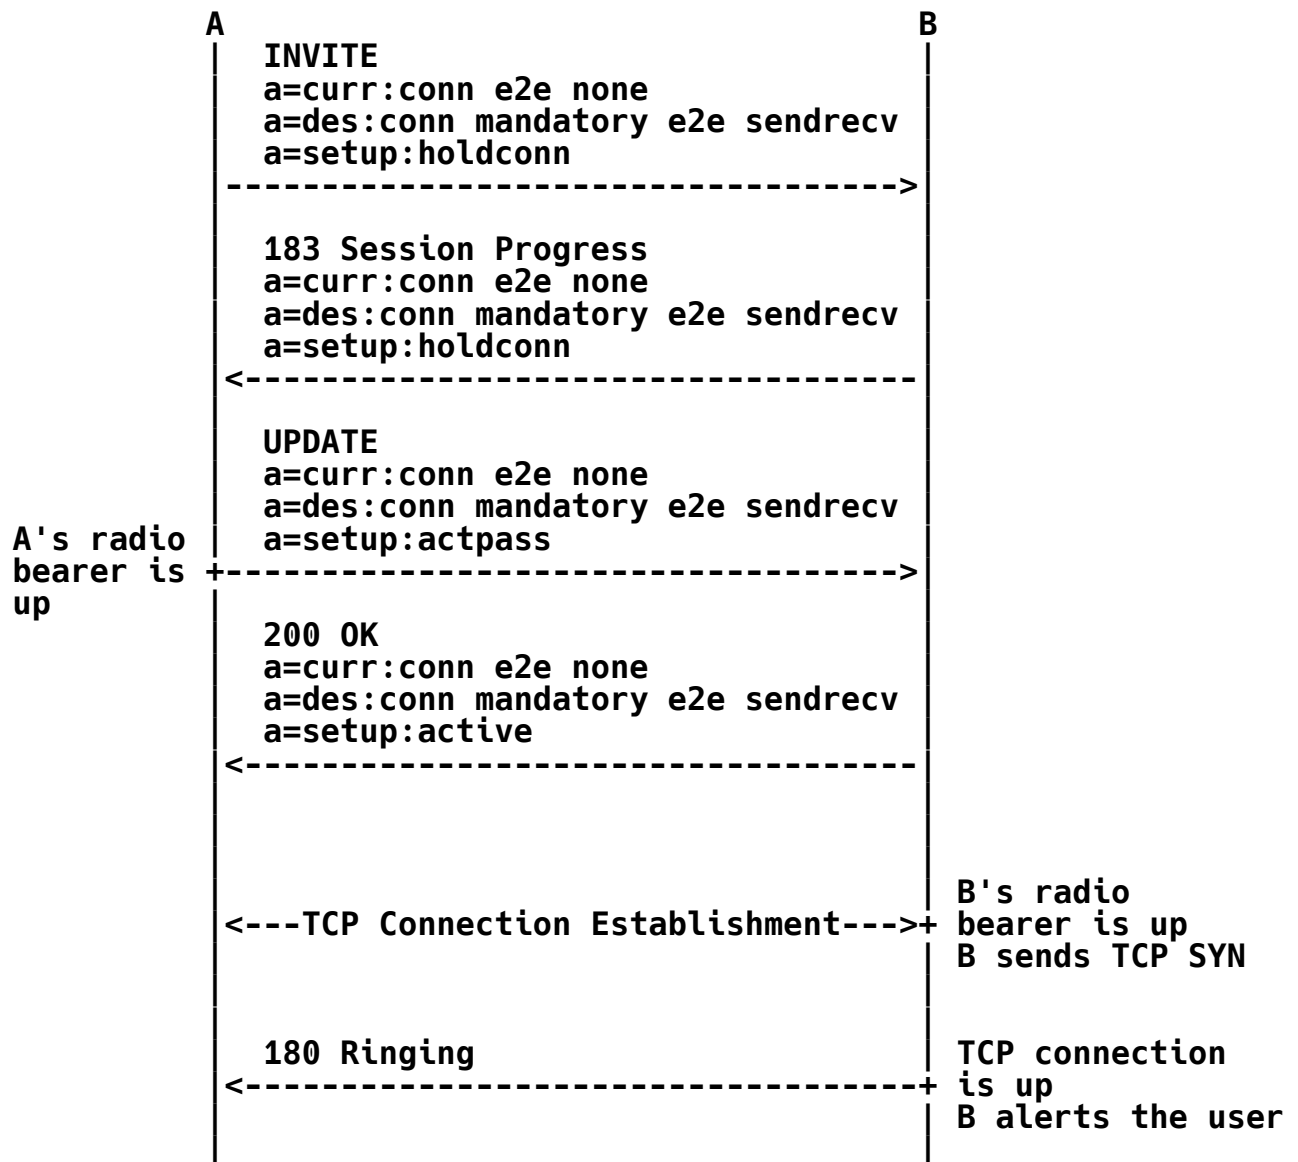 A B
INVITE
a=curr:conn e2e none
a=des:conn mandatory e2e sendrecv
a=setup:holdconn
----------------------------------->
183 Session Progress
a=curr:conn e2e none
a=des:conn mandatory e2e sendrecv
a=setup:holdconn
<-----------------------------------
UPDATE
a=curr:conn e2e none
a=des:conn mandatory e2e sendrecv
A's radio a=setup:actpass
bearer is +----------------------------------->
up
200 OK
a=curr:conn e2e none
a=des:conn mandatory e2e sendrecv
a=setup:active
<-----------------------------------
B's radio
<---TCP Connection Establishment--->+ bearer is up
B sends TCP SYN
180 Ringing TCP connection
<-----------------------------------+ is up
B alerts the user